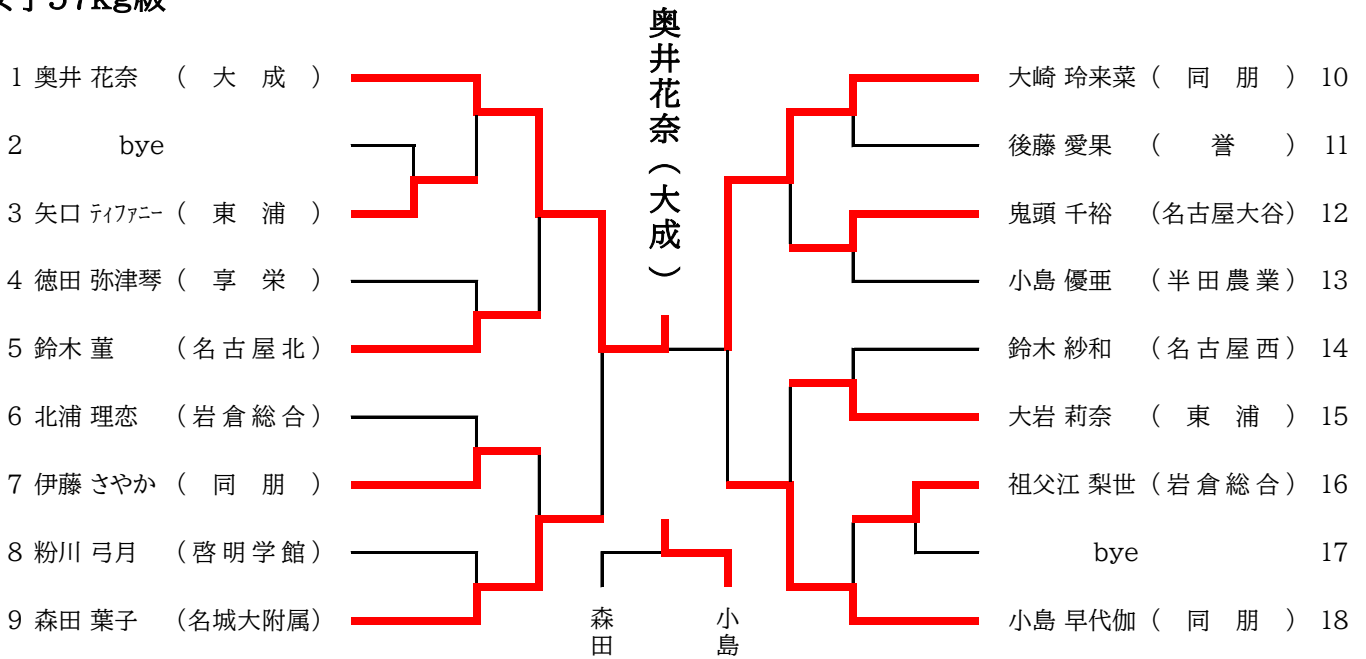 女子57kg級
奥井花奈（大成）
1 奥井 花奈 （ 大 成 ）
2 bye
3 矢口 ティファニー （ 東 浦 ）
4 徳田 弥津琴 （ 享 栄 ）
5 鈴木 菫 （名古屋北）
6 北浦 理恋 （岩倉総合）
7 伊藤 さやか （ 同 朋 ）
8 粉川 弓月 （啓明学館）
9 森田 葉子 （名城大附属）
大崎 玲来菜 （ 同 朋 ） 10
後藤 愛果 （ 誉 ） 11
鬼頭 千裕 （名古屋大谷） 12
小島 優亜 （半田農業） 13
鈴木 紗和 （名古屋西） 14
大岩 莉奈 （ 東 浦 ） 15
祖父江 梨世 （岩倉総合） 16
bye 17
小島 早代伽 （ 同 朋 ） 18
森田
小島